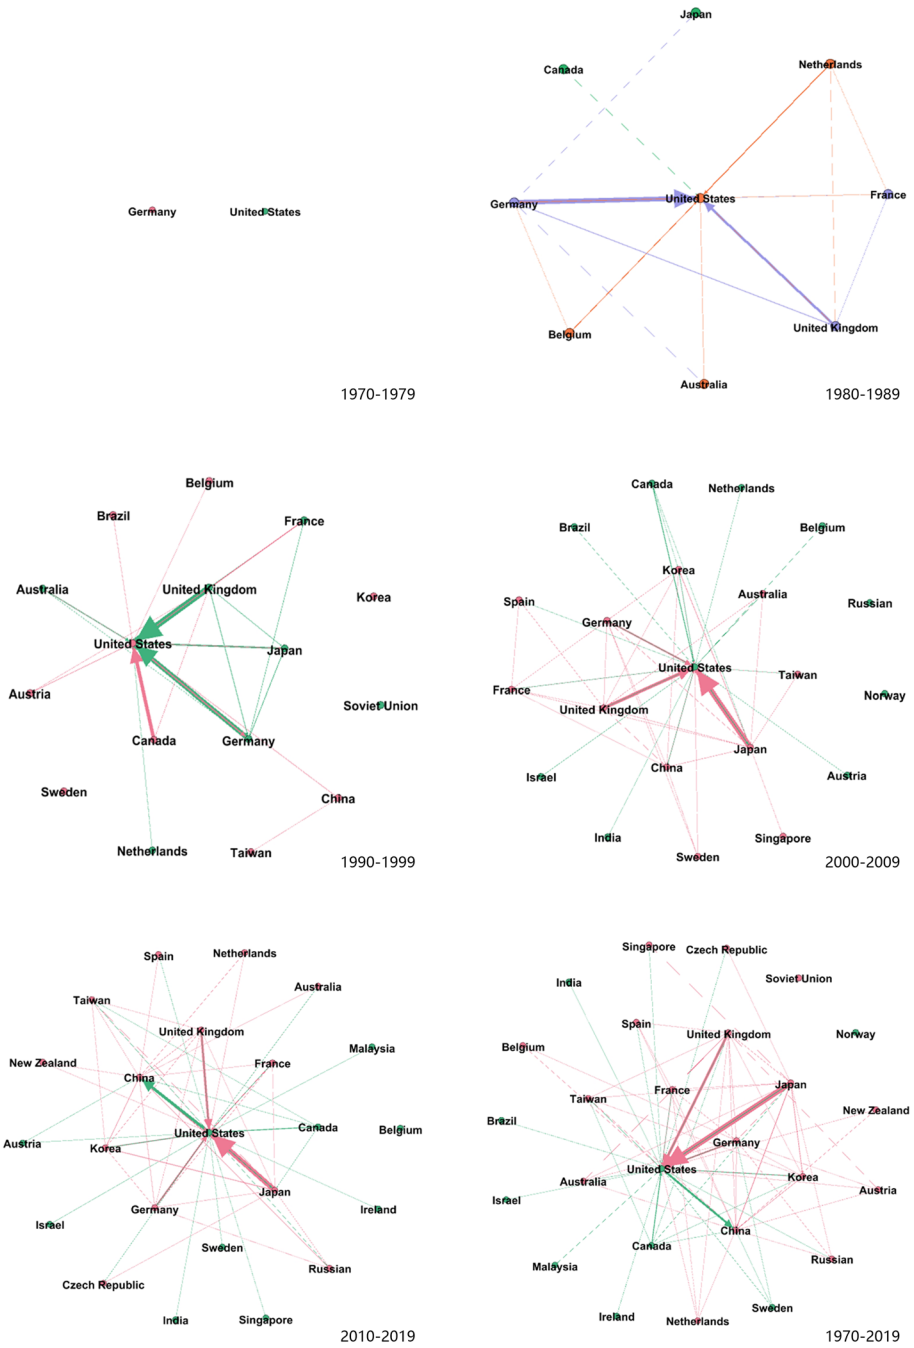 Germany
United States
1970-1979
Japan
Canada
Netherlands
Germany
United States
France
Belgium
United Kingdom
Australia
1980-1989
Belgium
Brazil
France
Australia
United Kingdom
Korea
United States
Japan
Austria
Soviet Union
Canada
Germany
Sweden
China
Netherlands
Taiwan
1990-1999
Canada
Netherlands
Brazil
Belgium
Korea
Spain
Australia
Russian
Germany
United States
Taiwan
France
Norway
United Kingdom
Japan
China
Israel
Austria
India
Singapore
Sweden
2000-2009
Spain
Netherlands
Taiwan
Australia
United Kingdom
Malaysia
New Zealand
France
China
United States
Canada
Belgium
Austria
Korea
Japan
Germany
Ireland
Israel
Sweden
Russian
Czech Republic
India
Singapore
2010-2019
Singapore
Czech Republic
India
Soviet Union
Spain
United Kingdom
Norway
Belgium
Japan
France
Taiwan
New Zealand
Brazil
Germany
United States
Korea
Australia
Austria
Israel
China
Canada
Russian
Malaysia
Sweden
Ireland
Netherlands
1970-2019